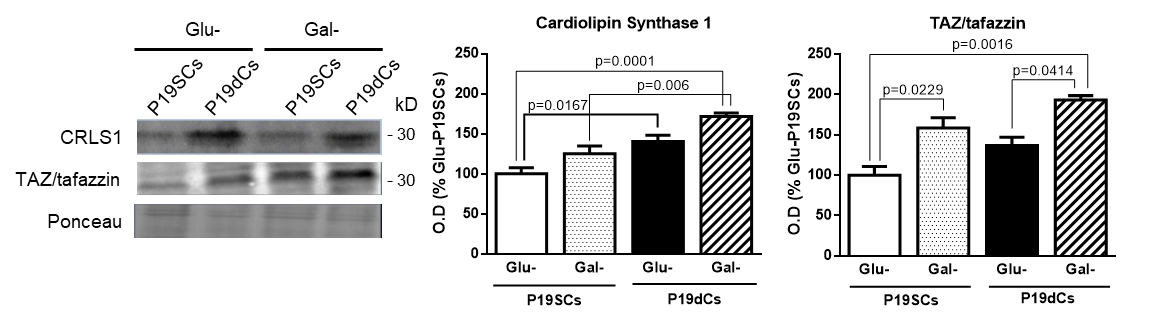 Glu- Gal-
P19SCs P19dCs P19SCs P19dCs
kD
CRLS1 - 30
TAZ/tafazzin - 30
Ponceau
Cardiolipin Synthase 1
O.D (% Glu-P19SCs)
250
200
150
100
50
0
p=0.0001
p=0.006
p=0.0167
Glu- Gal- Glu- Gal-
P19SCs P19dCs
TAZ/tafazzin
O.D (% Glu-P19SCs)
250
200
150
100
50
0
p=0.0016
p=0.0414
p=0.0229
Glu- Gal- Glu- Gal-
P19SCs P19dCs